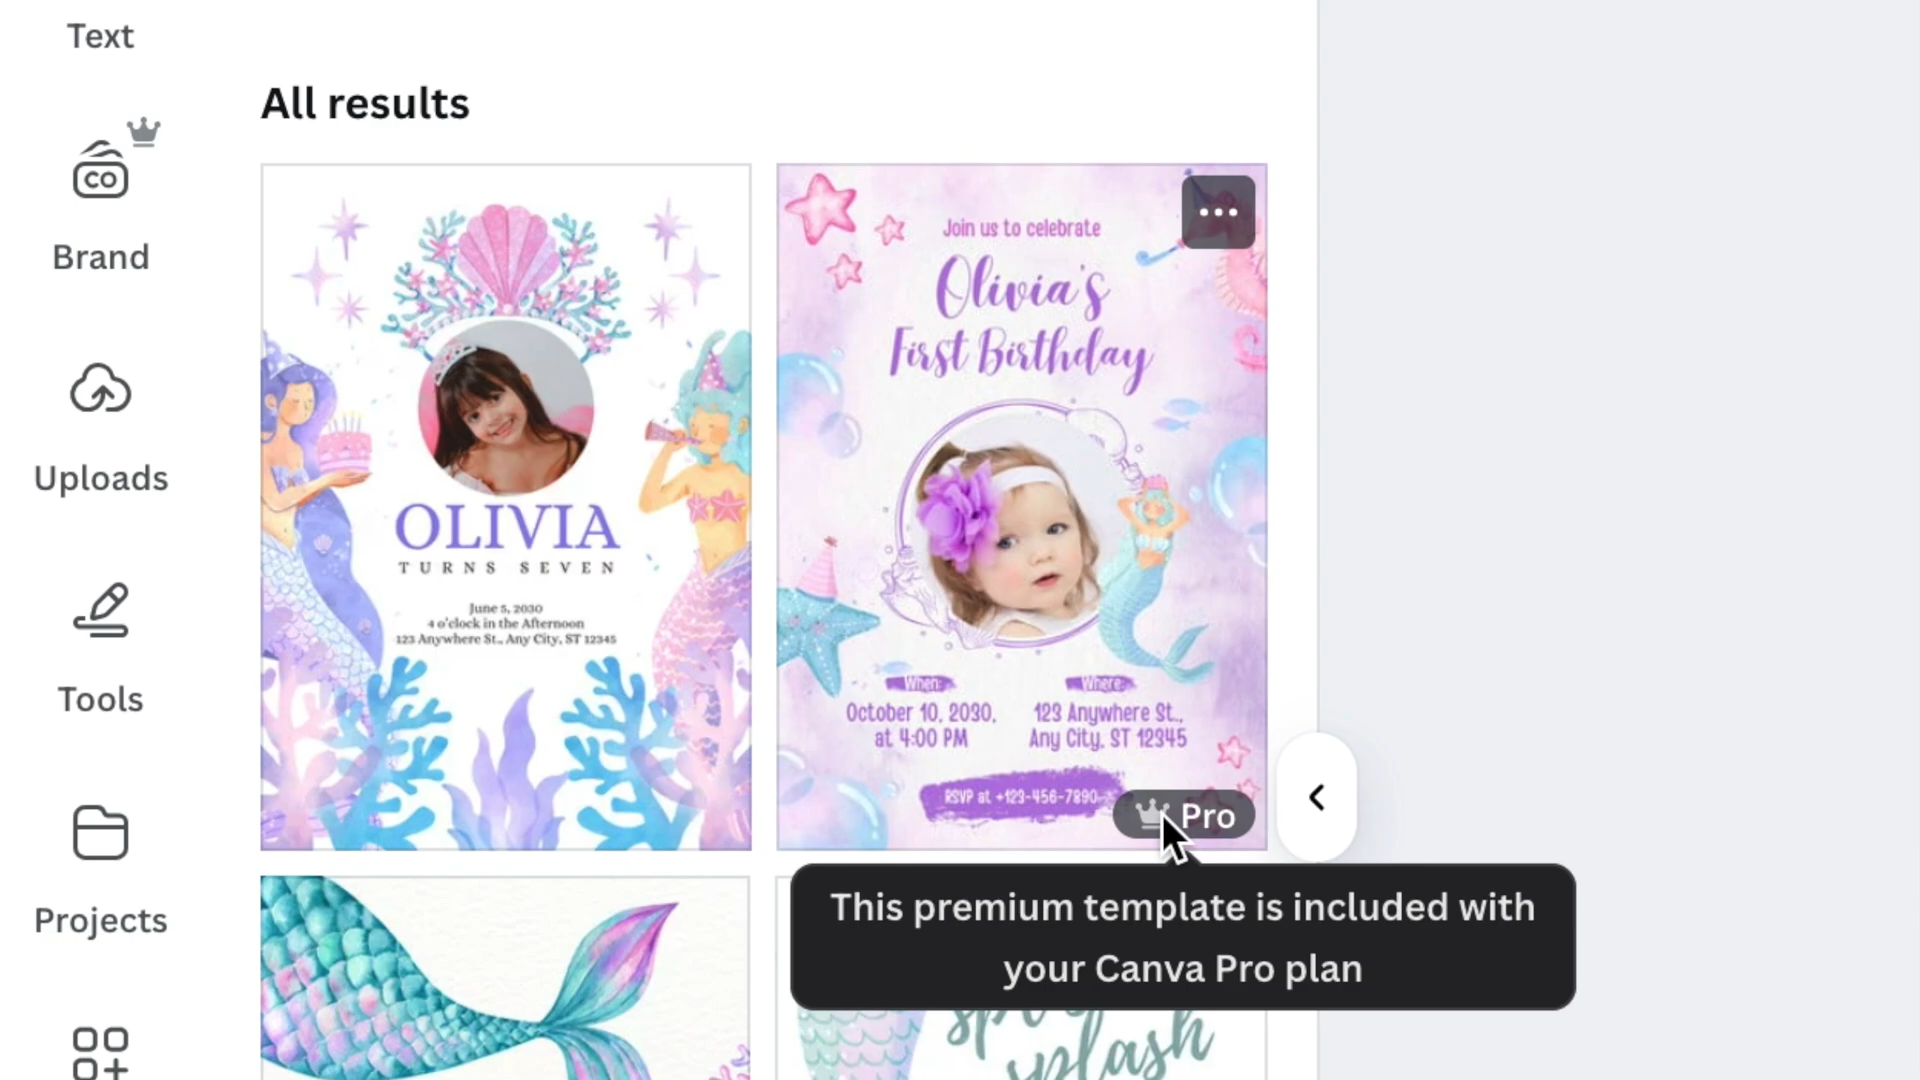 Text
Brand
Uploads
Tools
Projects
All results
OLIVIA
TURNS SEVEN
June 5, 2030
4 o'clock in the Afternoon
123 Anywhere St., Any City, ST 12345
Join us to celebrate
Olivia's
First Birthday
When:
October 10, 2030,
at 4:00 PM
Where:
123 Anywhere St.,
Any City, ST 12345
RSVP at +123-456-7890
Pro
This premium template is included with
your Canva Pro plan
splash
CO